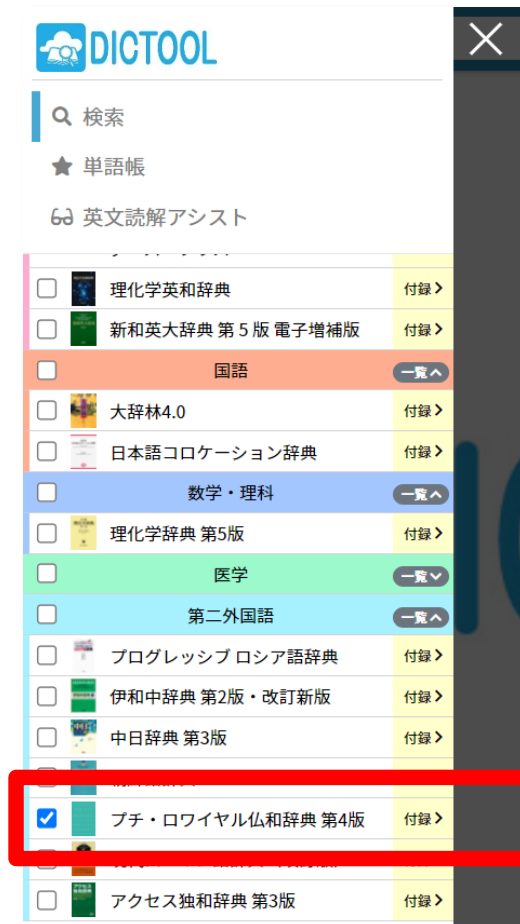 DICTOOL
検索
単語帳
英文読解アシスト
理化学英和辞典 付録
新和英大辞典 第5版 電子増補版 付録
国語 一覧
大辞林4.0 付録
日本語コロケーション辞典 付録
数学・理科 一覧
理化学辞典 第5版 付録
医学 一覧
第二外国語 一覧
プログレッシブ ロシア語辞典 付録
伊和中辞典 第2版・改訂新版 付録
中日辞典 第3版 付録
プチ・ロワイヤル仏和辞典 第4版 付録
アクセス独和辞典 第3版 付録